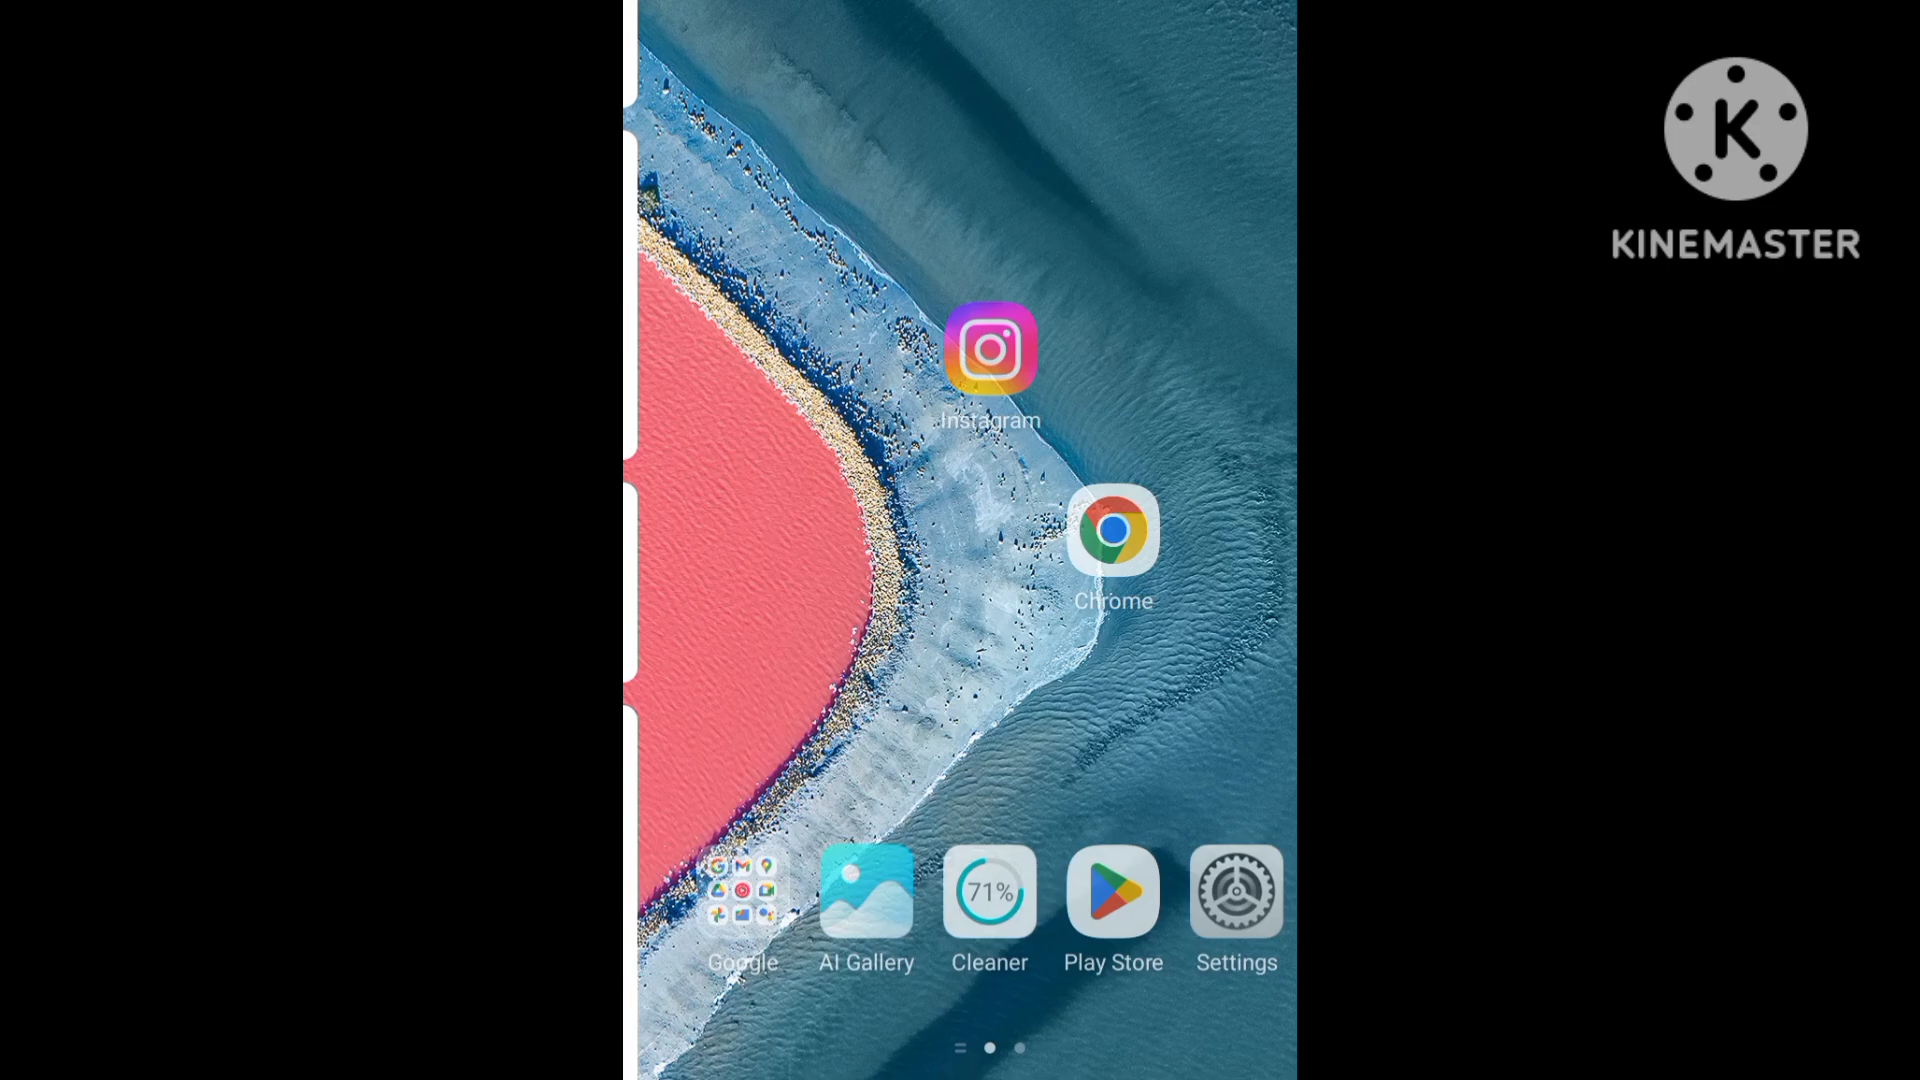 K
KINEMASTER
Instagram
Chrome
71%
Google
AI Gallery
Cleaner
Play Store
Settings